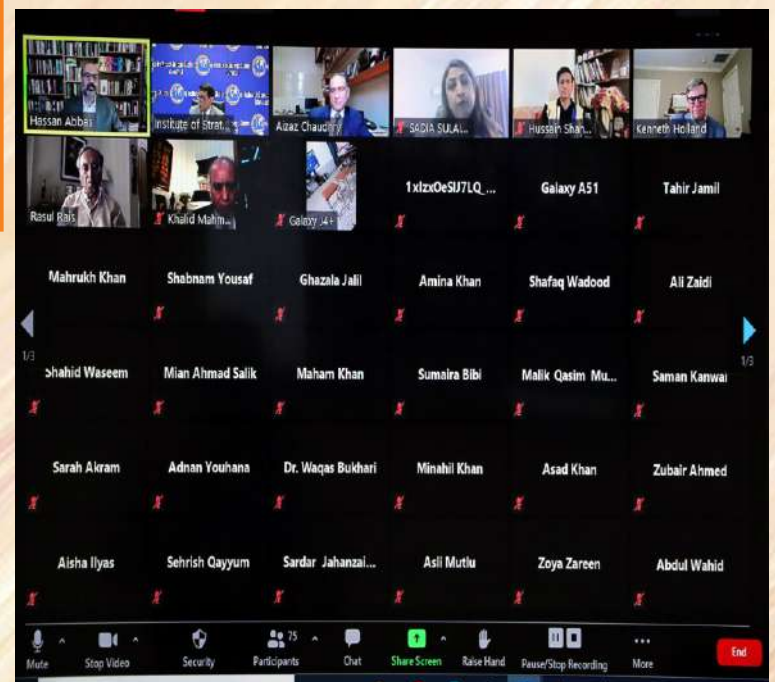 Hassan Abbas
Institute of Strat...
Aizaz Chaudhry
SADIA SULAI...
Hussain Shan...
Kenneth Holland
Rasul Rais
Khalid Mahm...
Galaxy J4+
1xIzxOeSIJ7LQ_...
Galaxy A51
Tahir Jamil
Mahrukh Khan
Shabnam Yousaf
Ghazala Jalil
Amina Khan
Shafaq Wadood
Ali Zaidi
1/3
1/3
Shahid Waseem
Mian Ahmad Salik
Maham Khan
Sumaira Bibi
Malik Qasim Mu...
Saman Kanwal
Sarah Akram
Adnan Youhana
Dr. Waqas Bukhari
Minahil Khan
Asad Khan
Zubair Ahmed
Aisha Ilyas
Sehrish Qayyum
Sardar Jahanzai...
Asli Mutlu
Zoya Zareen
Abdul Wahid
75
Mute
Stop Video
Security
Participants
Chat
Share Screen
Raise Hand
Pause/Stop Recording
More
End